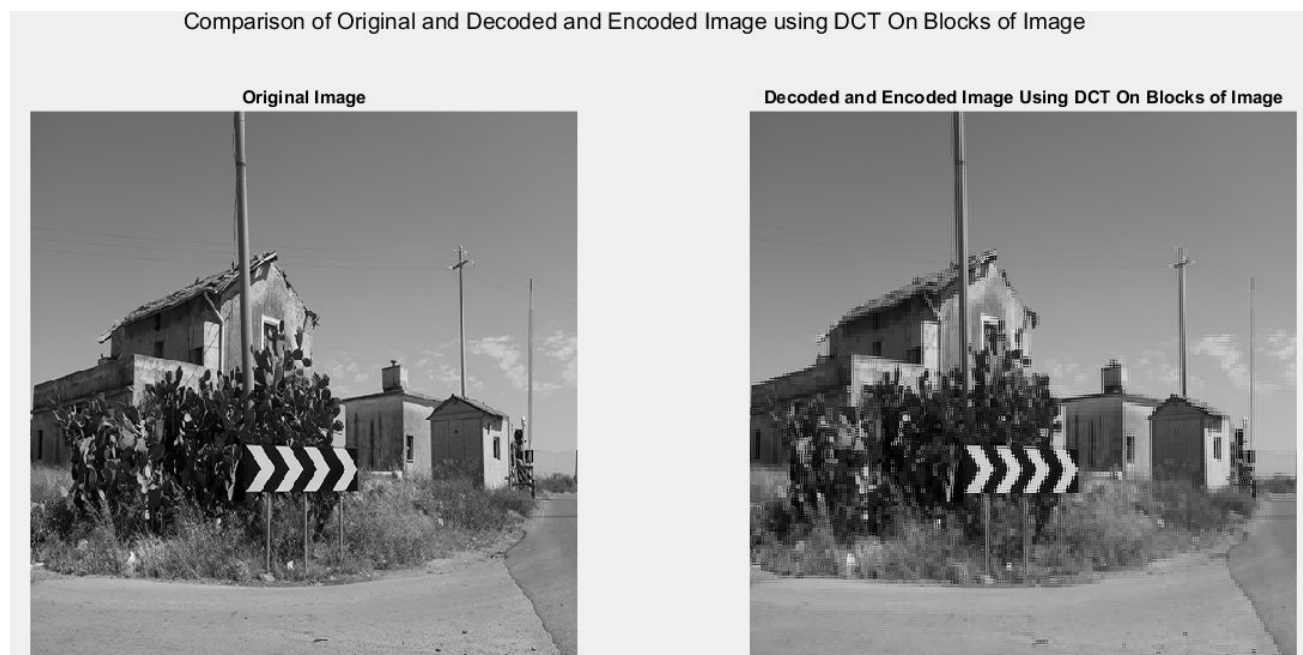 Comparison of Original and Decoded and Encoded Image using DCT On Blocks of Image
Original Image
Decoded and Encoded Image Using DCT On Blocks of Image